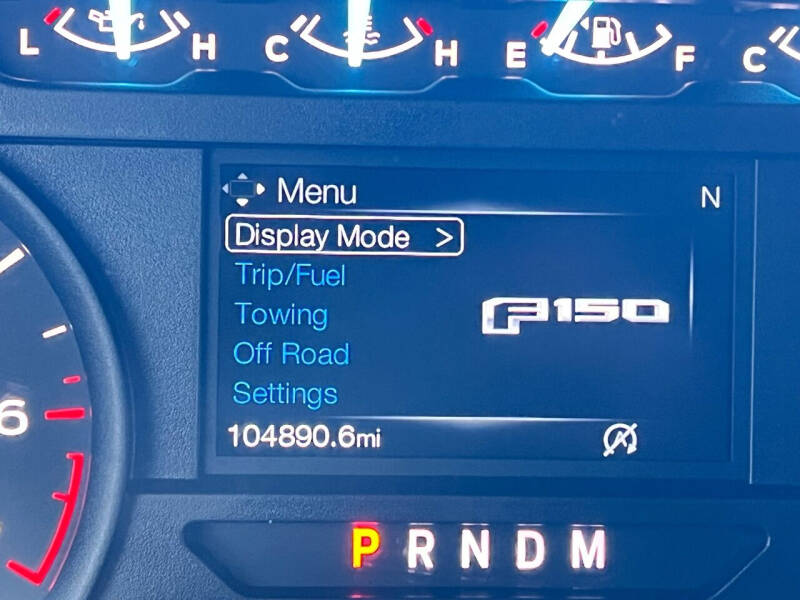 L H C H E F C
Menu N
Display Mode >
Trip/Fuel
Towing
F150
Off Road
Settings
104890.6mi A
6
P R N D M